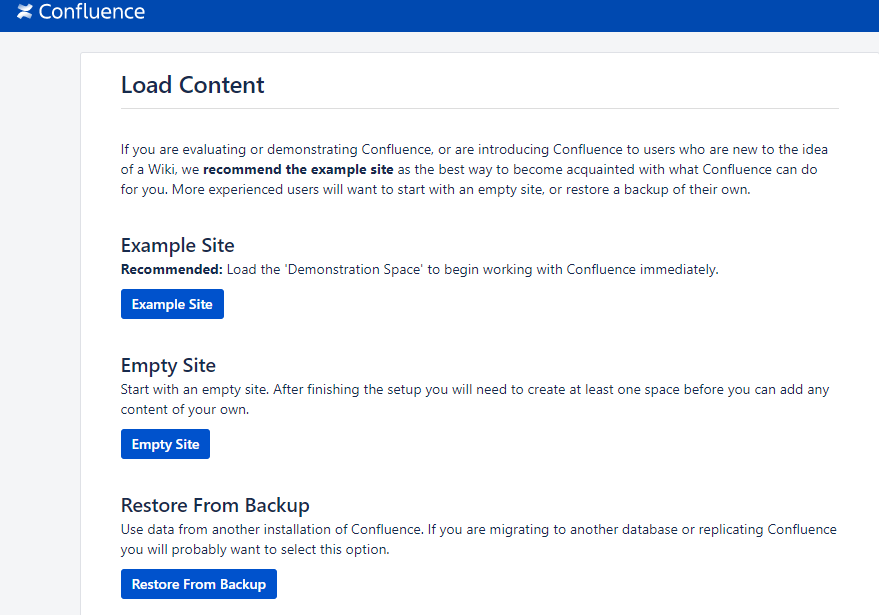 Confluence
Load Content
If you are evaluating or demonstrating Confluence, or are introducing Confluence to users who are new to the idea
of a Wiki, we recommend the example site as the best way to become acquainted with what Confluence can do
for you. More experienced users will want to start with an empty site, or restore a backup of their own.
Example Site
Recommended: Load the 'Demonstration Space' to begin working with Confluence immediately.
Example Site
Empty Site
Start with an empty site. After finishing the setup you will need to create at least one space before you can add any
content of your own.
Empty Site
Restore From Backup
Use data from another installation of Confluence. If you are migrating to another database or replicating Confluence
you will probably want to select this option.
Restore From Backup